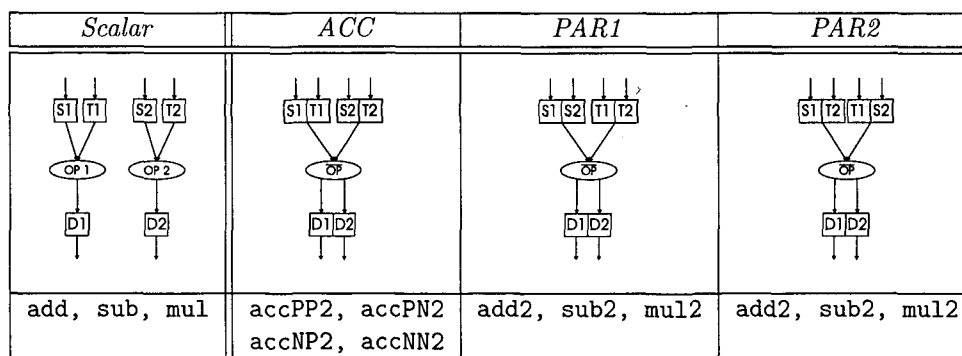 Scalar ACC PAR1 PAR2
S1 T1 S2 T2 S1 T1 S2 T2 S1 S2 T1 T2 S1 T2 T1 S2
OP 1 OP 2 OP OP OP
D1 D2 D1 D2 D1 D2 D1 D2
add, sub, mul accPP2, accPN2 add2, sub2, mul2 add2, sub2, mul2
accNP2, accNN2